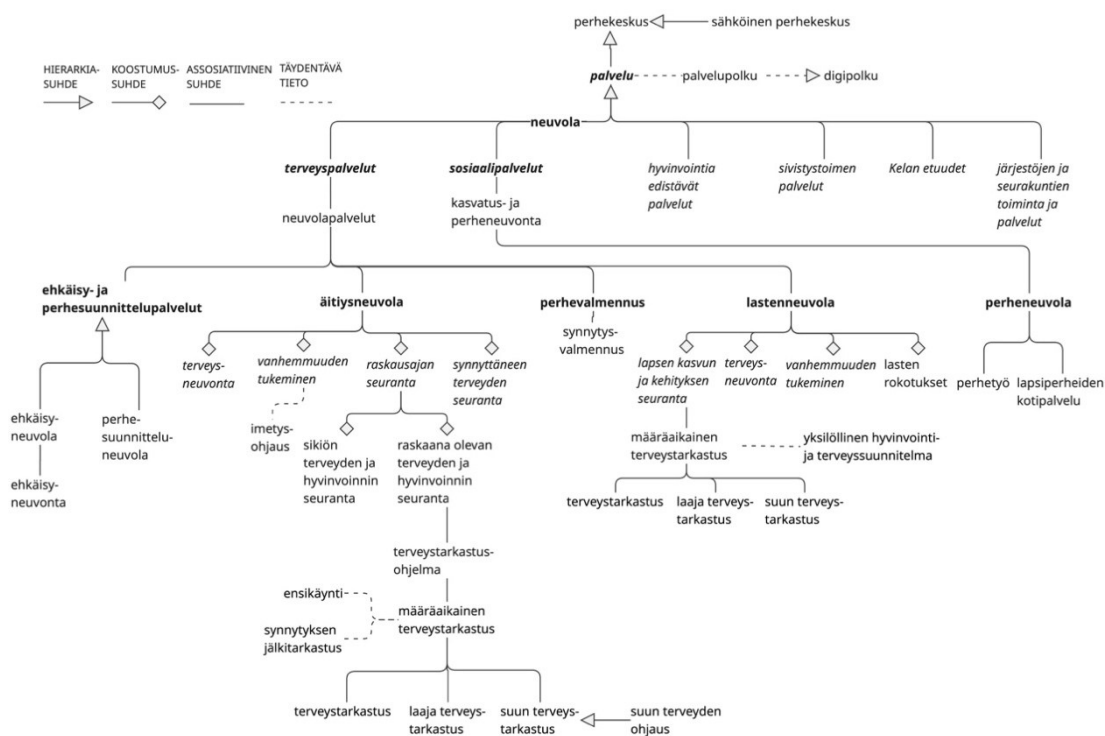 perhekeskus
sähköinen perhekeskus
HIERARKIA-
SUHDE
KOOSTUMUS-
SUHDE
ASSOSIATIIVINEN
SUHDE
TÄYDENTÄVÄ
TIETO
palvelu
palvelupolku
digipolku
neuvola
terveyspalvelut
sosiaalipalvelut
hyvinvointia
edistävät
palvelut
sivistystoimen
palvelut
Kelan etuudet
järjestöjen ja
seurakuntien
toiminta ja
palvelut
neuvolapalvelut
kasvatus- ja
perheneuvonta
ehkäisy- ja
perhesuunnittelupalvelut
äitiysneuvola
perhevalmennus
lastenneuvola
perheneuvola
synnytys-
valmennus
terveys-
neuvonta
vanhemmuuden
tukeminen
raskausajan
seuranta
synnyttäneen
terveyden
seuranta
lapsen kasvun
ja kehityksen
seuranta
terveys-
neuvonta
vanhemmuuden
tukeminen
lasten
rokotukset
perhetyö
lapsiperheiden
kotipalvelu
ehkäisy-
neuvola
perhe-
suunnittelu-
neuvola
imetys-
ohjaus
sikiön
terveyden ja
hyvinvoinnin
seuranta
raskaana olevan
terveyden ja
hyvinvoinnin
seuranta
määräaikainen
terveystarkastus
yksilöllinen hyvinvointi-
ja terveyssuunnitelma
ehkäisy-
neuvonta
terveystarkastus
laaja terveys-
tarkastus
suun terveys-
tarkastus
terveystarkastus-
ohjelma
ensikäynti
määräaikainen
terveystarkastus
synnytyksen
jälkitarkastus
terveystarkastus
laaja terveys-
tarkastus
suun terveys-
tarkastus
suun terveyden
ohjaus